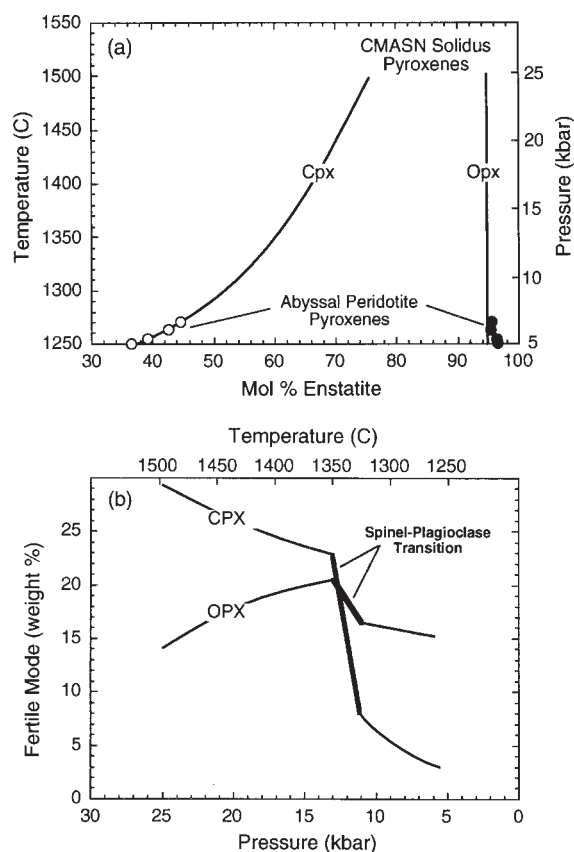 1550
(a)
CMASN Solidus
Pyroxenes
1500
25
1450
20
Cpx
Opx
1400
15
1350
10
1300
Abyssal Peridotite
Pyroxenes
1250
5
30 40 50 60 70 80 90 100
Temperature (C)
Pressure (kbar)
Mol % Enstatite
Temperature (C)
1500 1450 1400 1350 1300 1250
(b)
CPX
Spinel-Plagioclase
Transition
OPX
25
20
15
10
5
0
Fertile Mode (weight %)
30 20 15 10 0
Pressure (kbar)